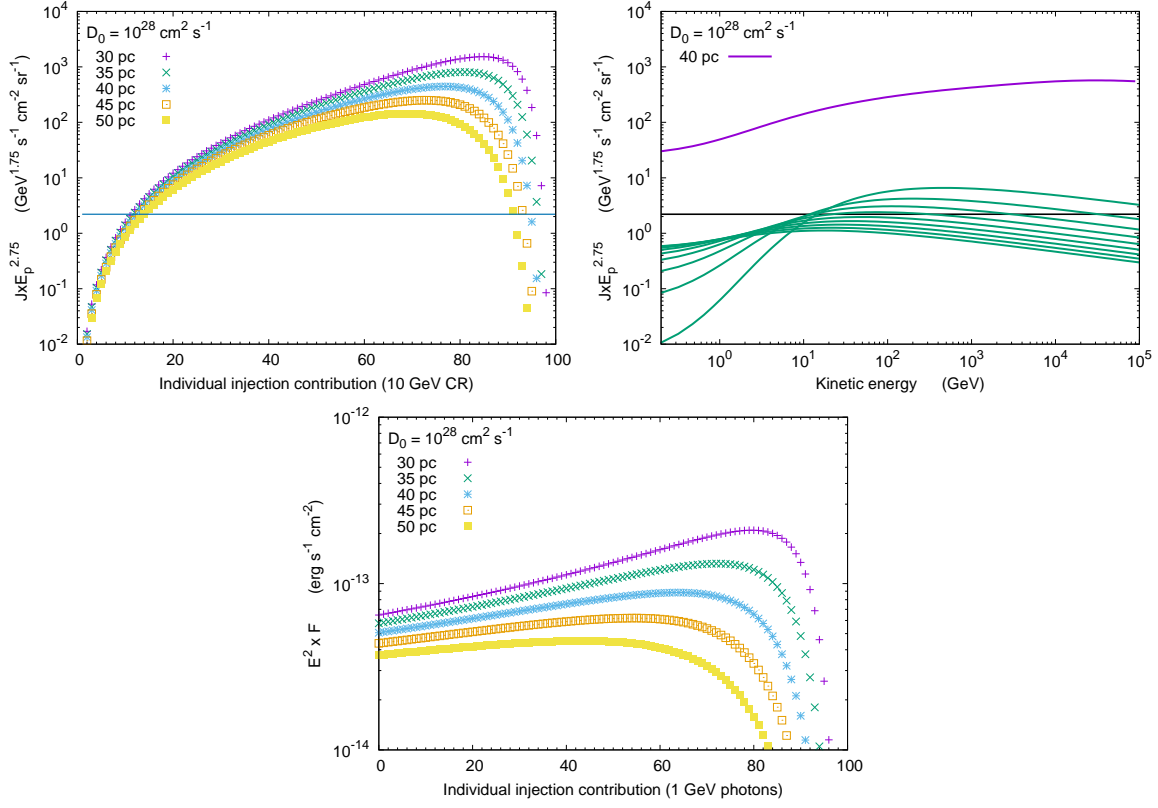 D0 = 10^28 cm^2 s^-1
30 pc
35 pc
40 pc
45 pc
50 pc
JxEp^2.75 (GeV^1.75 s^-1 cm^-2 sr^-1)
10^4
10^3
10^2
10^1
10^0
10^-1
10^-2
0 20 40 60 80 100
Individual injection contribution (10 GeV CR)
D0 = 10^28 cm^2 s^-1
40 pc
JxEp^2.75 (GeV^1.75 s^-1 cm^-2 sr^-1)
10^4
10^3
10^2
10^1
10^0
10^-1
10^-2
10^0 10^1 10^2 10^3 10^4 10^5
Kinetic energy (GeV)
D0 = 10^28 cm^2 s^-1
30 pc
35 pc
40 pc
45 pc
50 pc
E^2 x F (erg s^-1 cm^-2)
10^-12
10^-13
10^-14
0 20 40 60 80 100
Individual injection contribution (1 GeV photons)